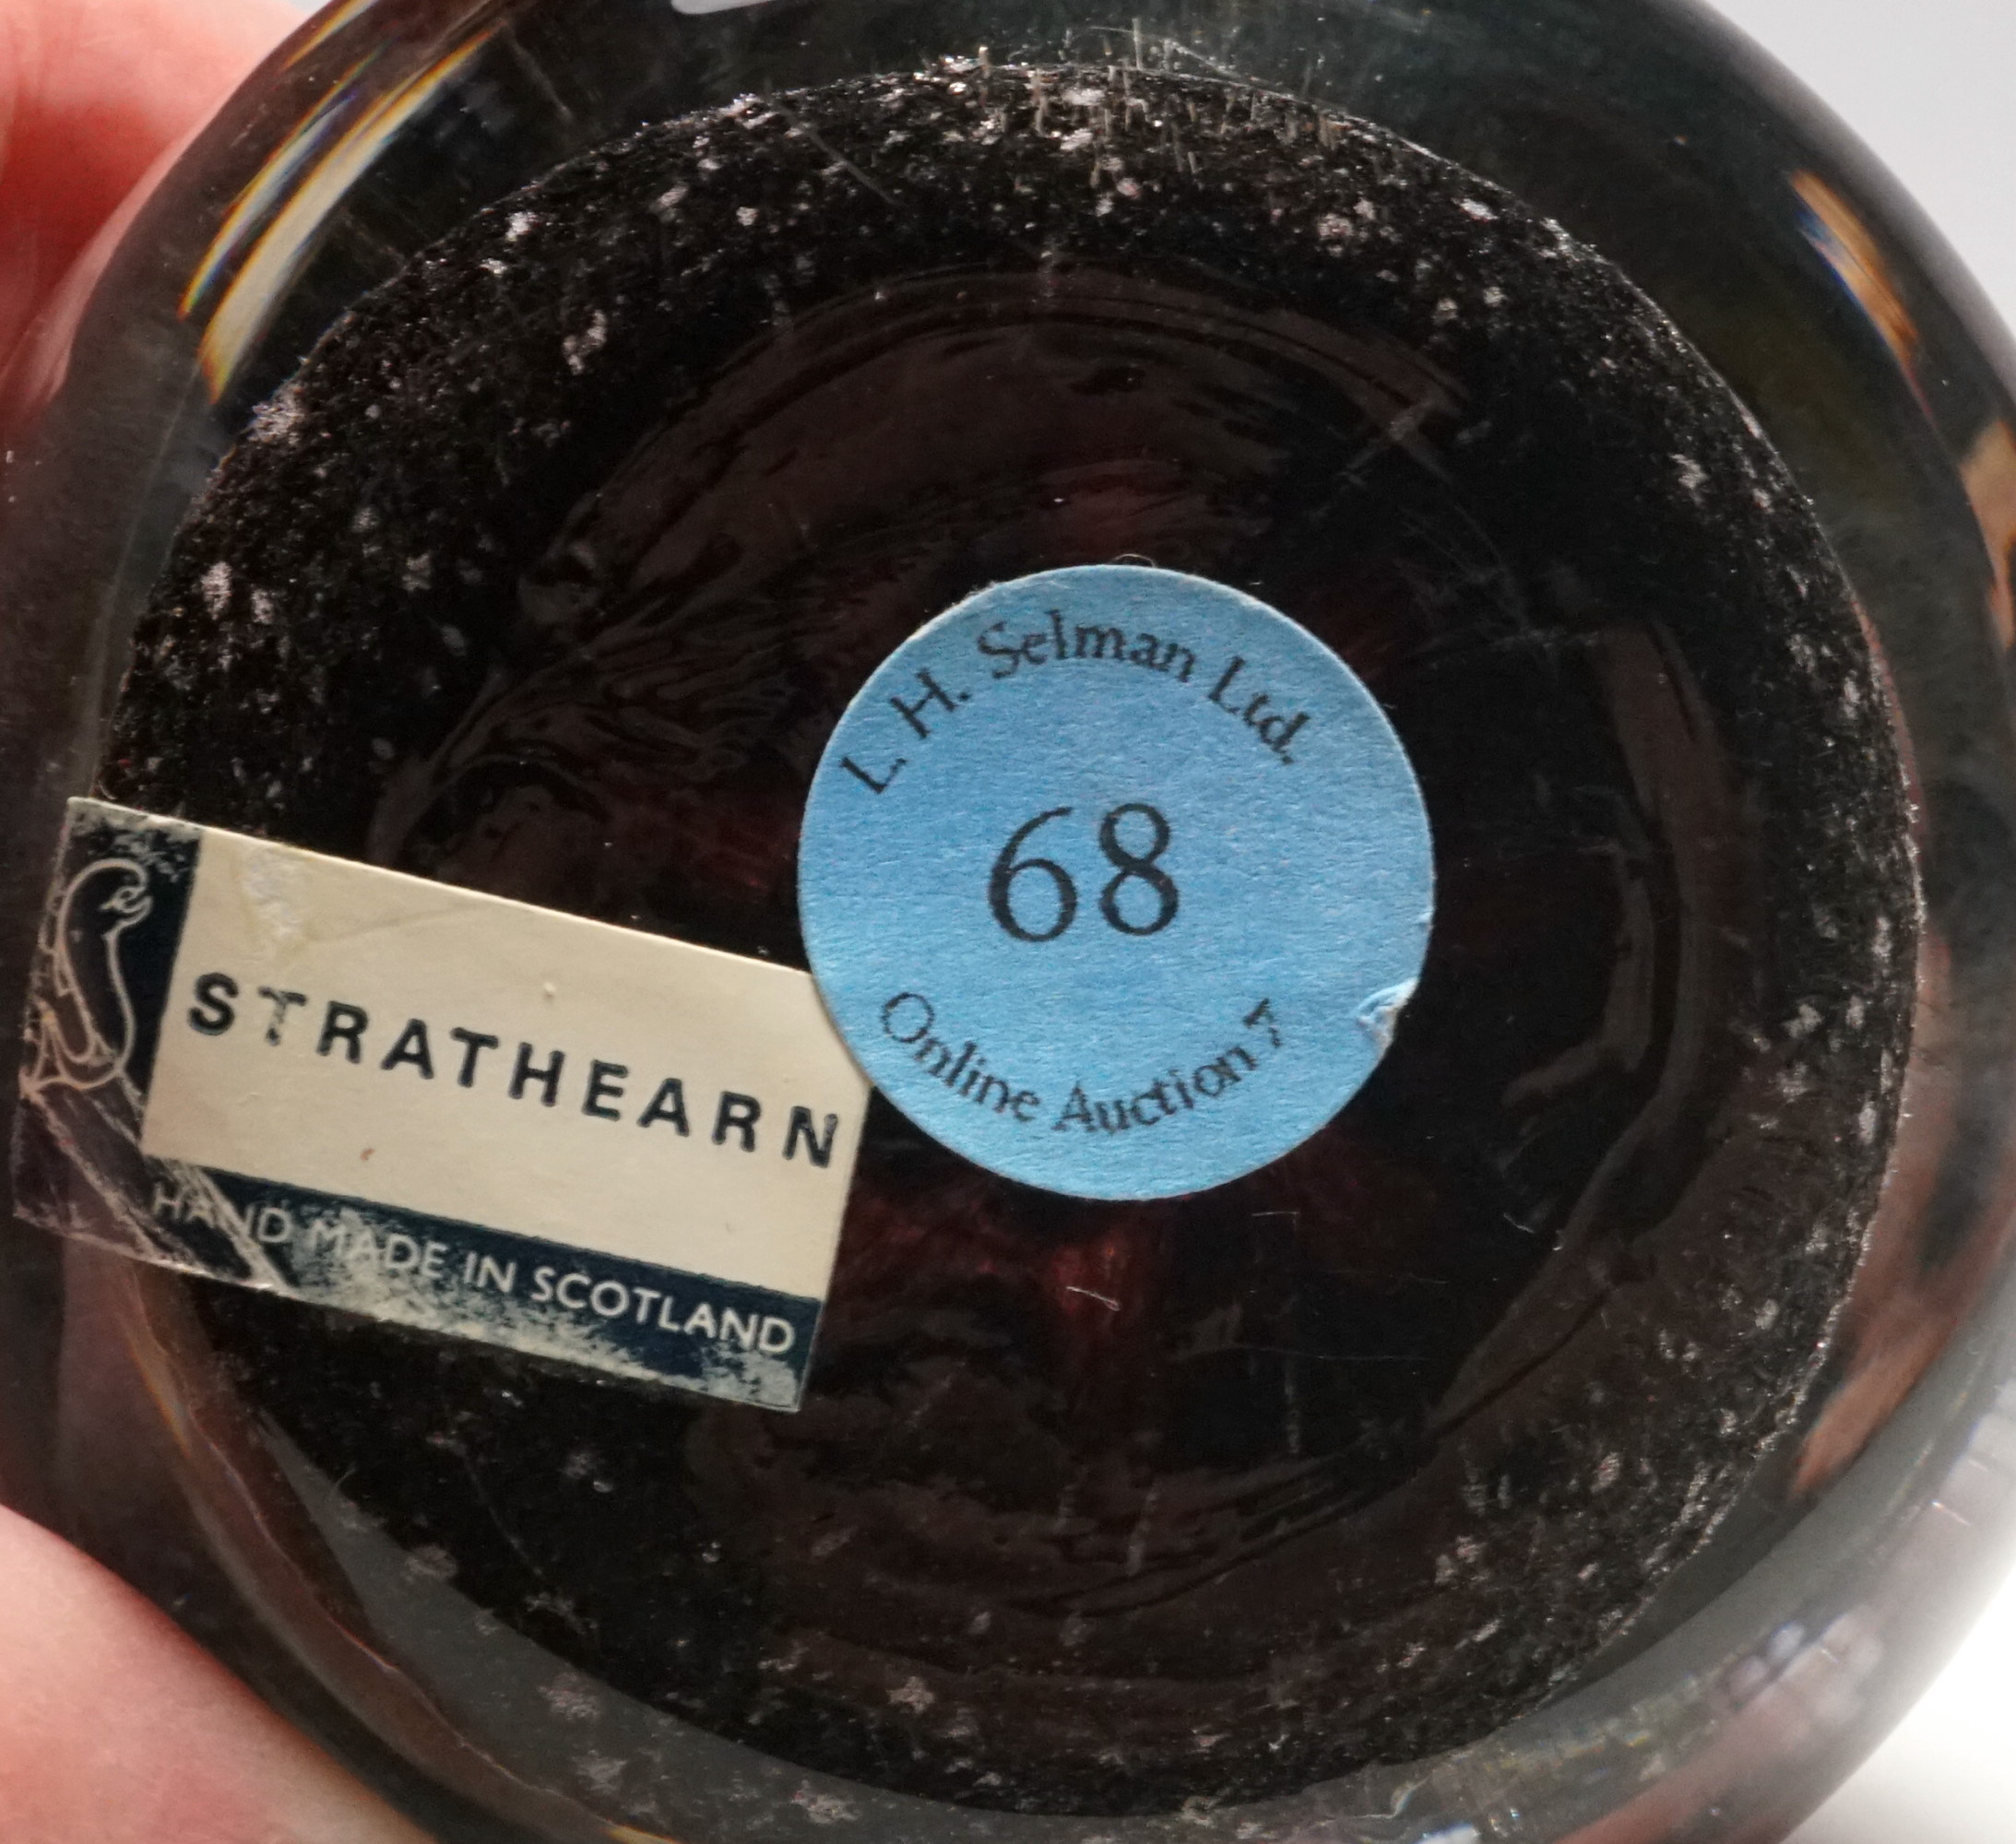 L. H. Selman Ltd.
68
Online Auction 7
STRATHEARN
HAND MADE IN SCOTLAND